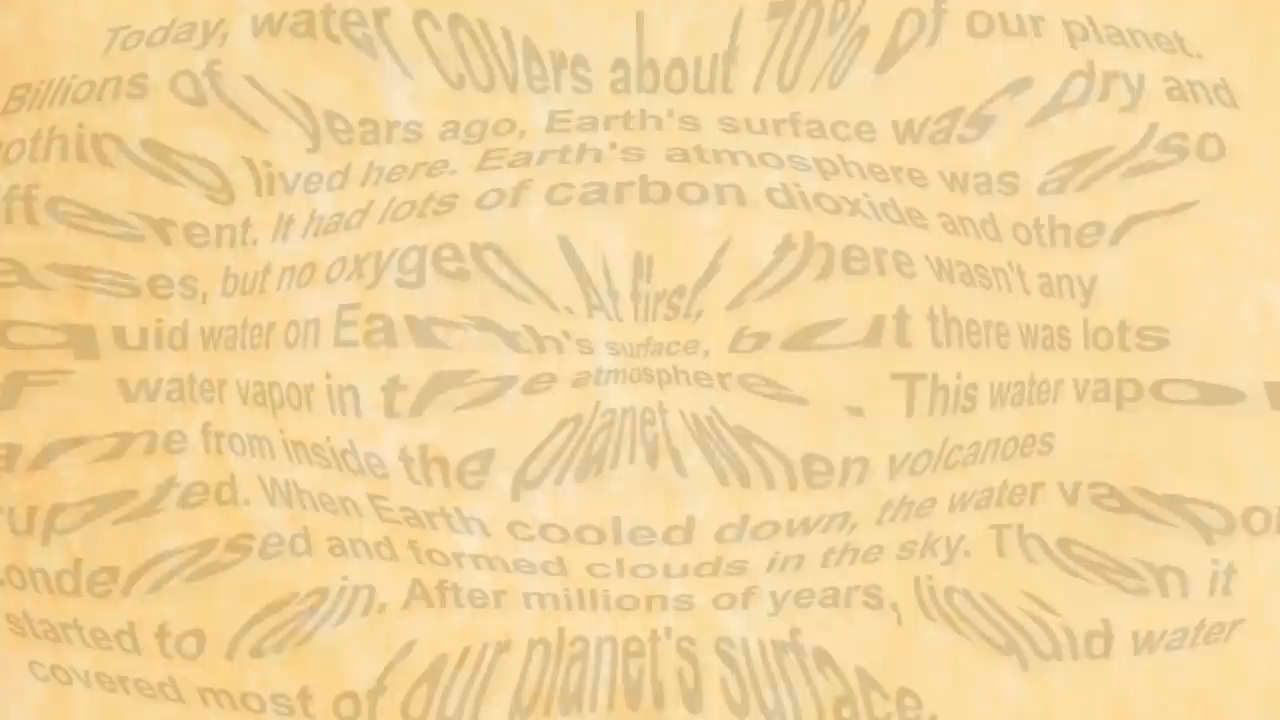 Today, water covers about 70% of our planet.
Billions of years ago, Earth's surface was dry and
nothing lived here. Earth's atmosphere was also
different. It had lots of carbon dioxide and other
gases, but no oxygen. At first, there wasn't any
liquid water on Earth's surface, but there was lots
of water vapor in the atmosphere. This water vapor
came from inside the planet when volcanoes
erupted. When Earth cooled down, the water vapor
condensed and formed clouds in the sky. Then it
started to rain. After millions of years, liquid water
covered most of our planet's surface.